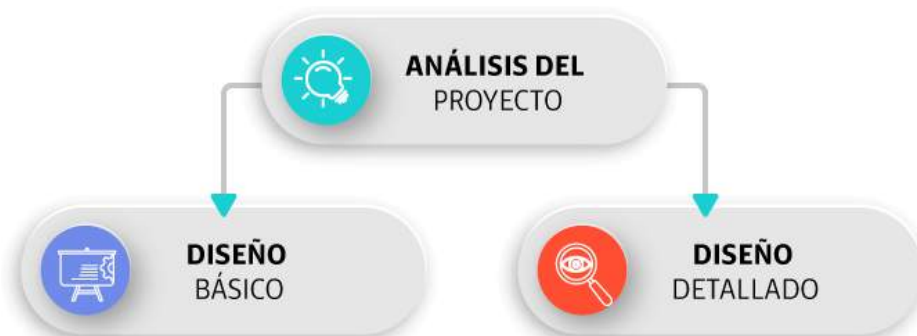 ANÁLISIS DEL
PROYECTO
DISEÑO
BÁSICO
DISEÑO
DETALLADO